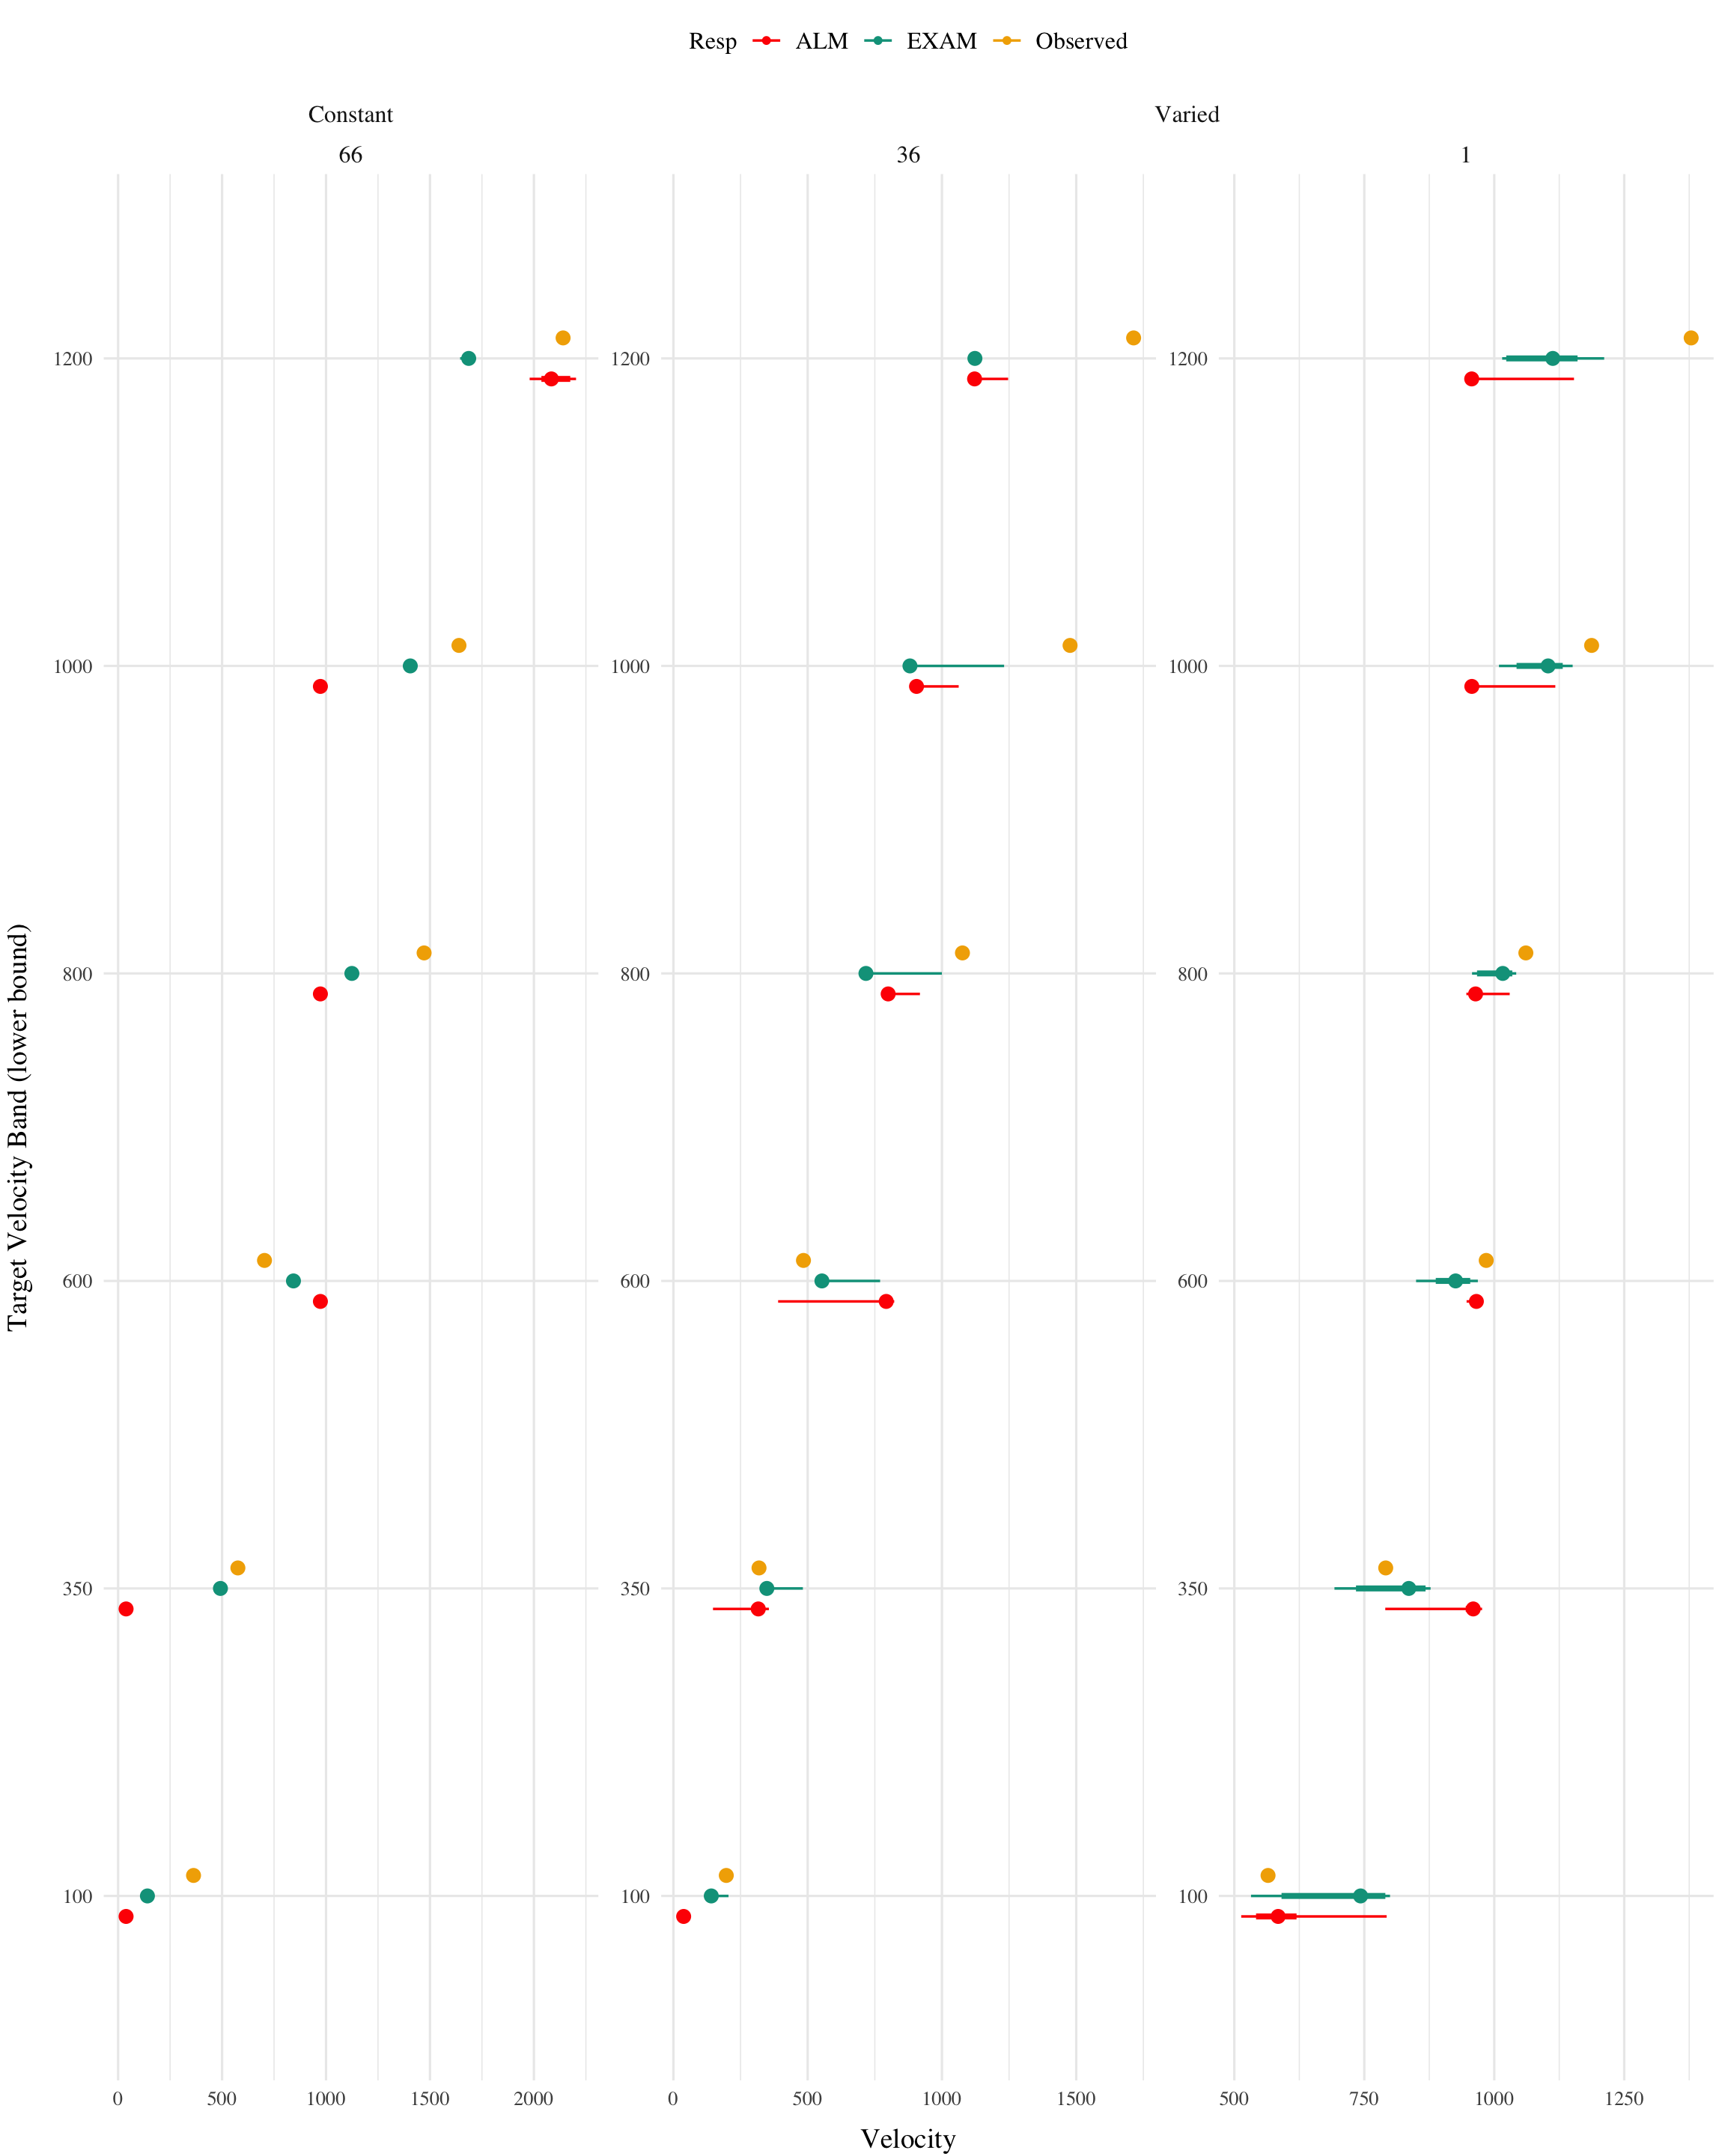 Resp ALM EXAM Observed
Constant Varied
66 36 1
1200 1200 1200
1000 1000 1000
800 800 800
600 600 600
350 350 350
100 100 100
0 500 1000 1500 2000 0 500 1000 1500 500 750 1000 1250
Velocity
Target Velocity Band (lower bound)